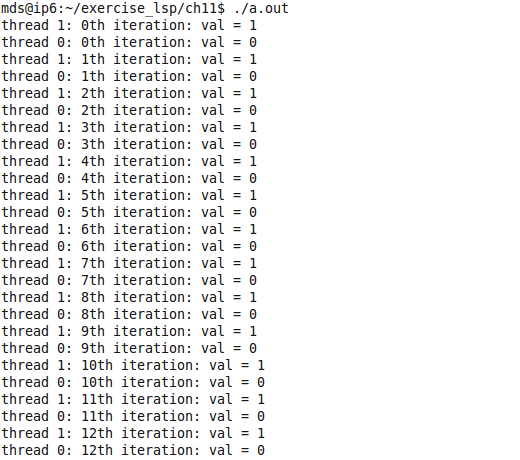 mds@ip6:~/exercise_lsp/ch11$ ./a.out
thread 1: 0th iteration: val = 1
thread 0: 0th iteration: val = 0
thread 1: 1th iteration: val = 1
thread 0: 1th iteration: val = 0
thread 1: 2th iteration: val = 1
thread 0: 2th iteration: val = 0
thread 1: 3th iteration: val = 1
thread 0: 3th iteration: val = 0
thread 1: 4th iteration: val = 1
thread 0: 4th iteration: val = 0
thread 1: 5th iteration: val = 1
thread 0: 5th iteration: val = 0
thread 1: 6th iteration: val = 1
thread 0: 6th iteration: val = 0
thread 1: 7th iteration: val = 1
thread 0: 7th iteration: val = 0
thread 1: 8th iteration: val = 1
thread 0: 8th iteration: val = 0
thread 1: 9th iteration: val = 1
thread 0: 9th iteration: val = 0
thread 1: 10th iteration: val = 1
thread 0: 10th iteration: val = 0
thread 1: 11th iteration: val = 1
thread 0: 11th iteration: val = 0
thread 1: 12th iteration: val = 1
thread 0: 12th iteration: val = 0